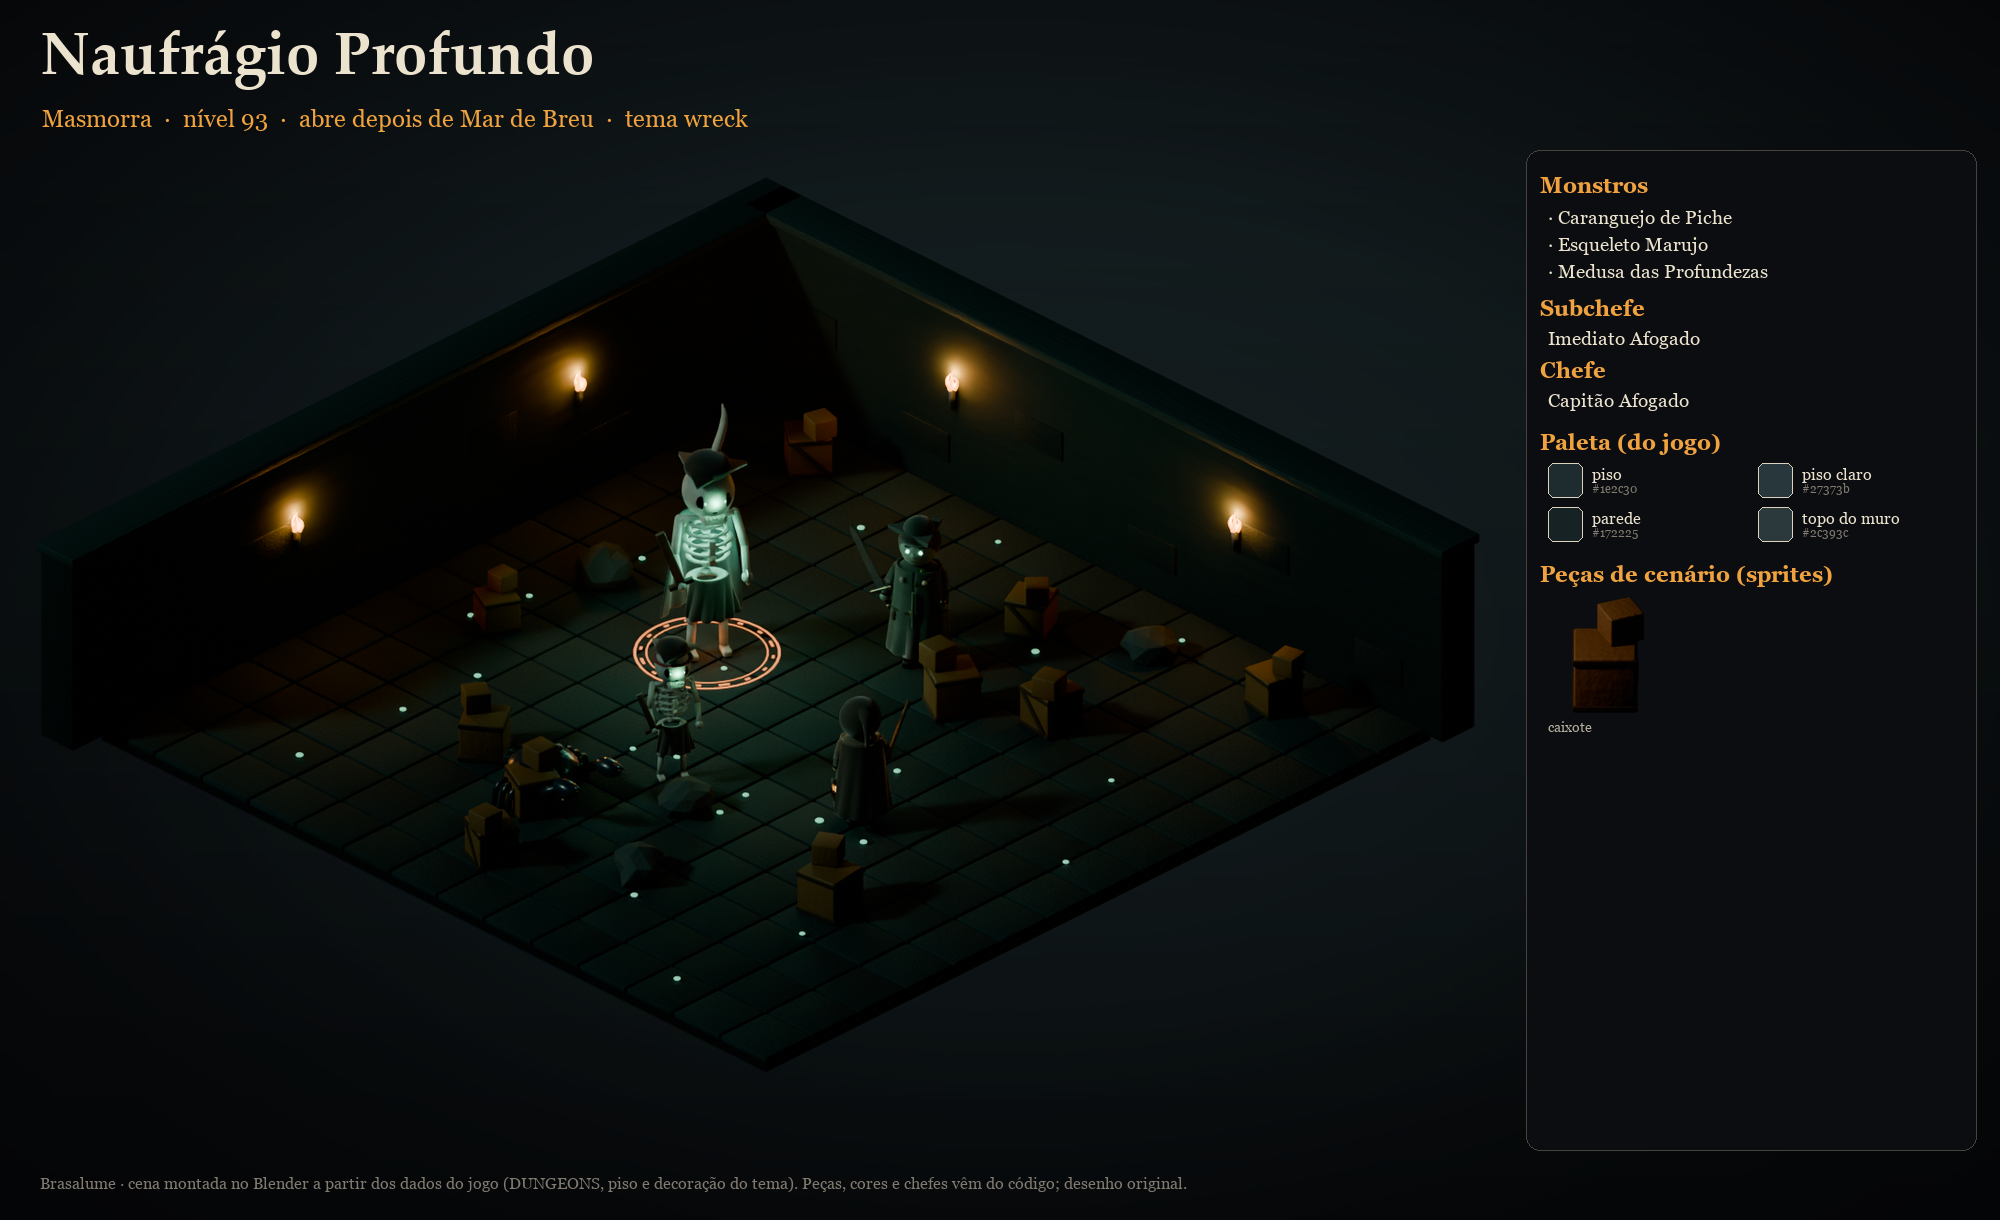 Naufrágio Profundo
Masmorra · nível 93 · abre depois de Mar de Breu · tema wreck
Monstros
· Caranguejo de Piche
· Esqueleto Marujo
· Medusa das Profundezas
Subchefe
Imediato Afogado
Chefe
Capitão Afogado
Paleta (do jogo)
piso
#1e2c30
piso claro
#27373b
parede
#172225
topo do muro
#2c393c
Peças de cenário (sprites)
caixote
Brasalume · cena montada no Blender a partir dos dados do jogo (DUNGEONS, piso e decoração do tema). Peças, cores e chefes vêm do código; desenho original.